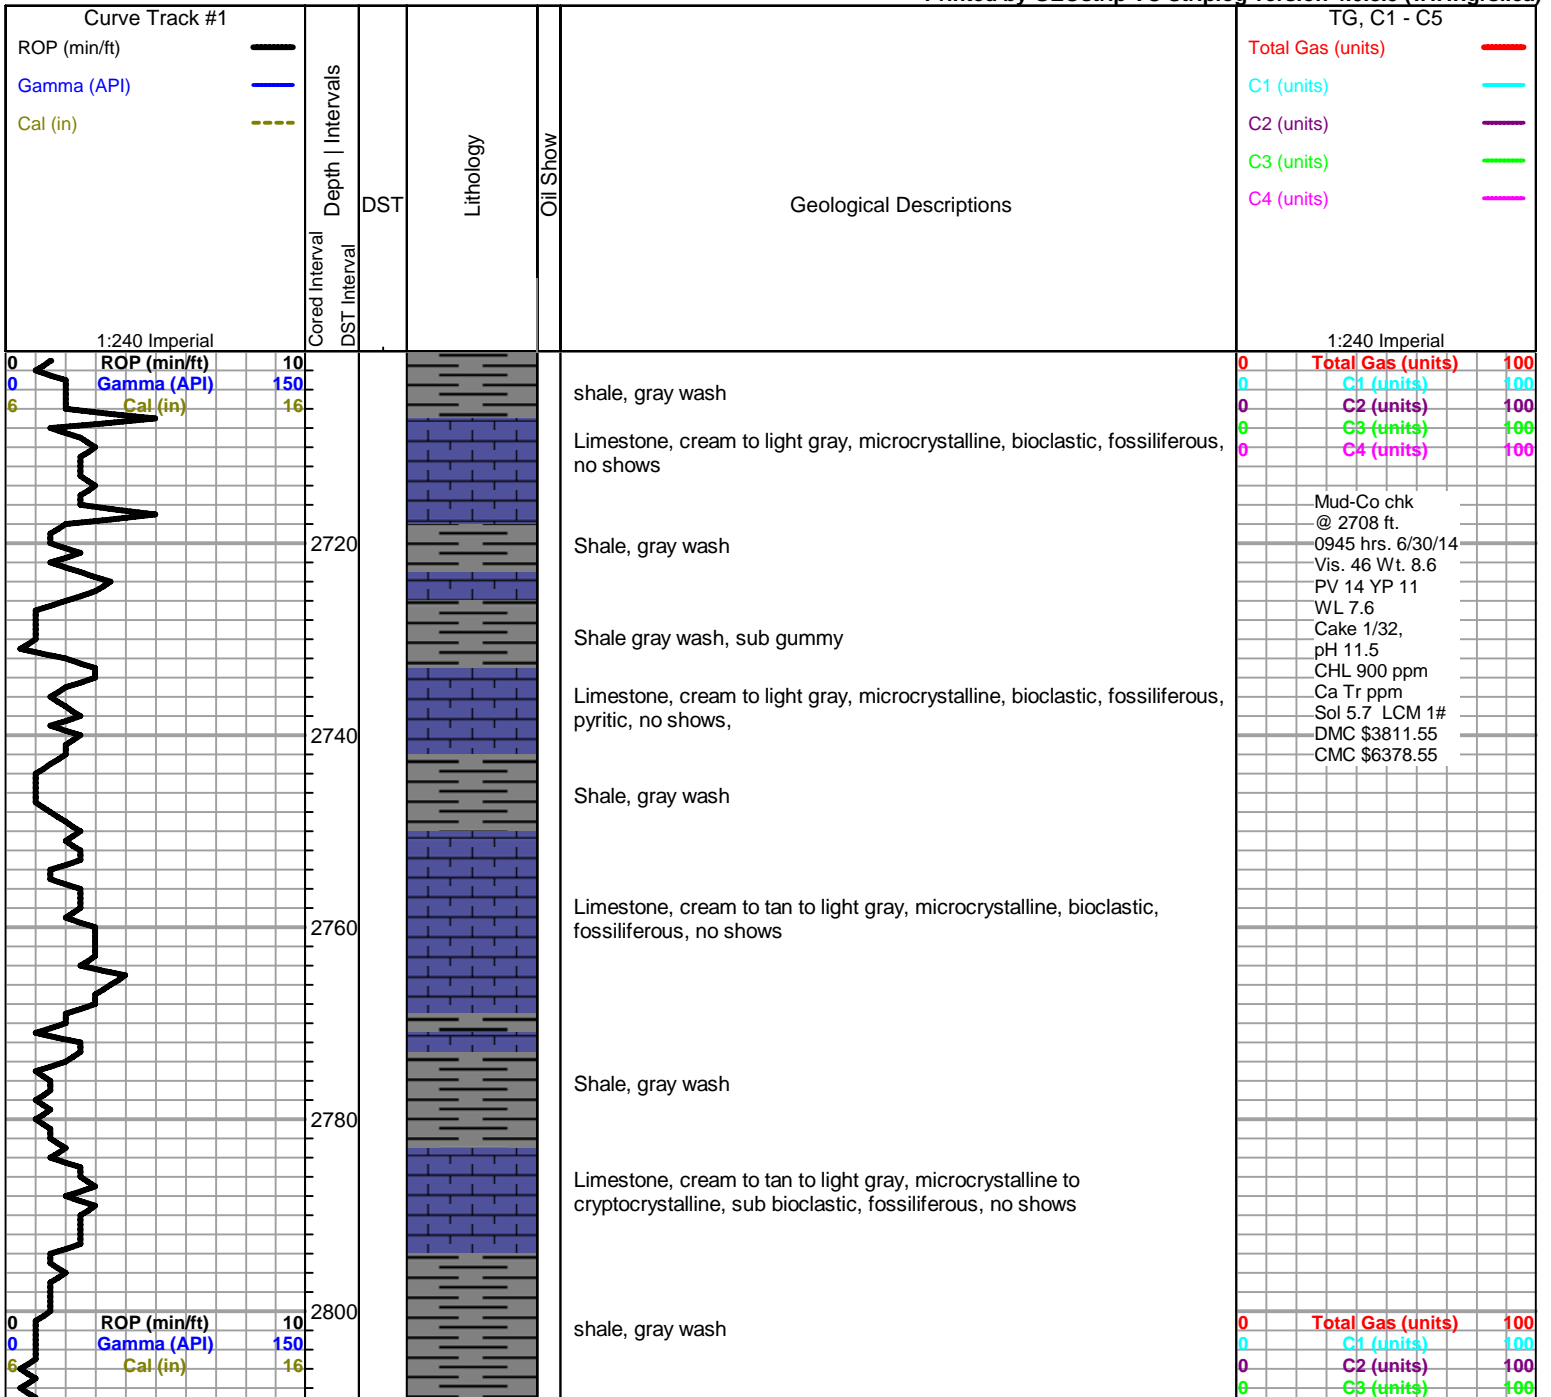 Curve Track #1
ROP (min/ft)
Gamma (API)
Cal (in)
1:240 Imperial
Depth | Intervals
Cored Interval
DST Interval
DST
Lithology
Oil Show
Geological Descriptions
TG, C1 - C5
Total Gas (units)
C1 (units)
C2 (units)
C3 (units)
C4 (units)
1:240 Imperial
0 ROP (min/ft) 10
0 Gamma (API) 150
6 Cal (in) 16
0 Total Gas (units) 100
0 C1 (units) 100
0 C2 (units) 100
0 C3 (units) 100
0 C4 (units) 100
shale, gray wash
Limestone, cream to light gray, microcrystalline, bioclastic, fossiliferous,
no shows
Mud-Co chk
@ 2708 ft.
0945 hrs. 6/30/14
Vis. 46 Wt. 8.6
PV 14 YP 11
WL 7.6
Cake 1/32,
pH 11.5
CHL 900 ppm
Ca Tr ppm
Sol 5.7 LCM 1#
DMC $3811.55
CMC $6378.55
2720
Shale, gray wash
Shale gray wash, sub gummy
Limestone, cream to light gray, microcrystalline, bioclastic, fossiliferous,
pyritic, no shows,
2740
Shale, gray wash
Limestone, cream to tan to light gray, microcrystalline, bioclastic,
fossiliferous, no shows
2760
Shale, gray wash
2780
Limestone, cream to tan to light gray, microcrystalline to
cryptocrystalline, sub bioclastic, fossiliferous, no shows
2800
shale, gray wash
0 ROP (min/ft) 10
0 Gamma (API) 150
6 Cal (in) 16
0 Total Gas (units) 100
0 C1 (units) 100
0 C2 (units) 100
0 C3 (units) 100